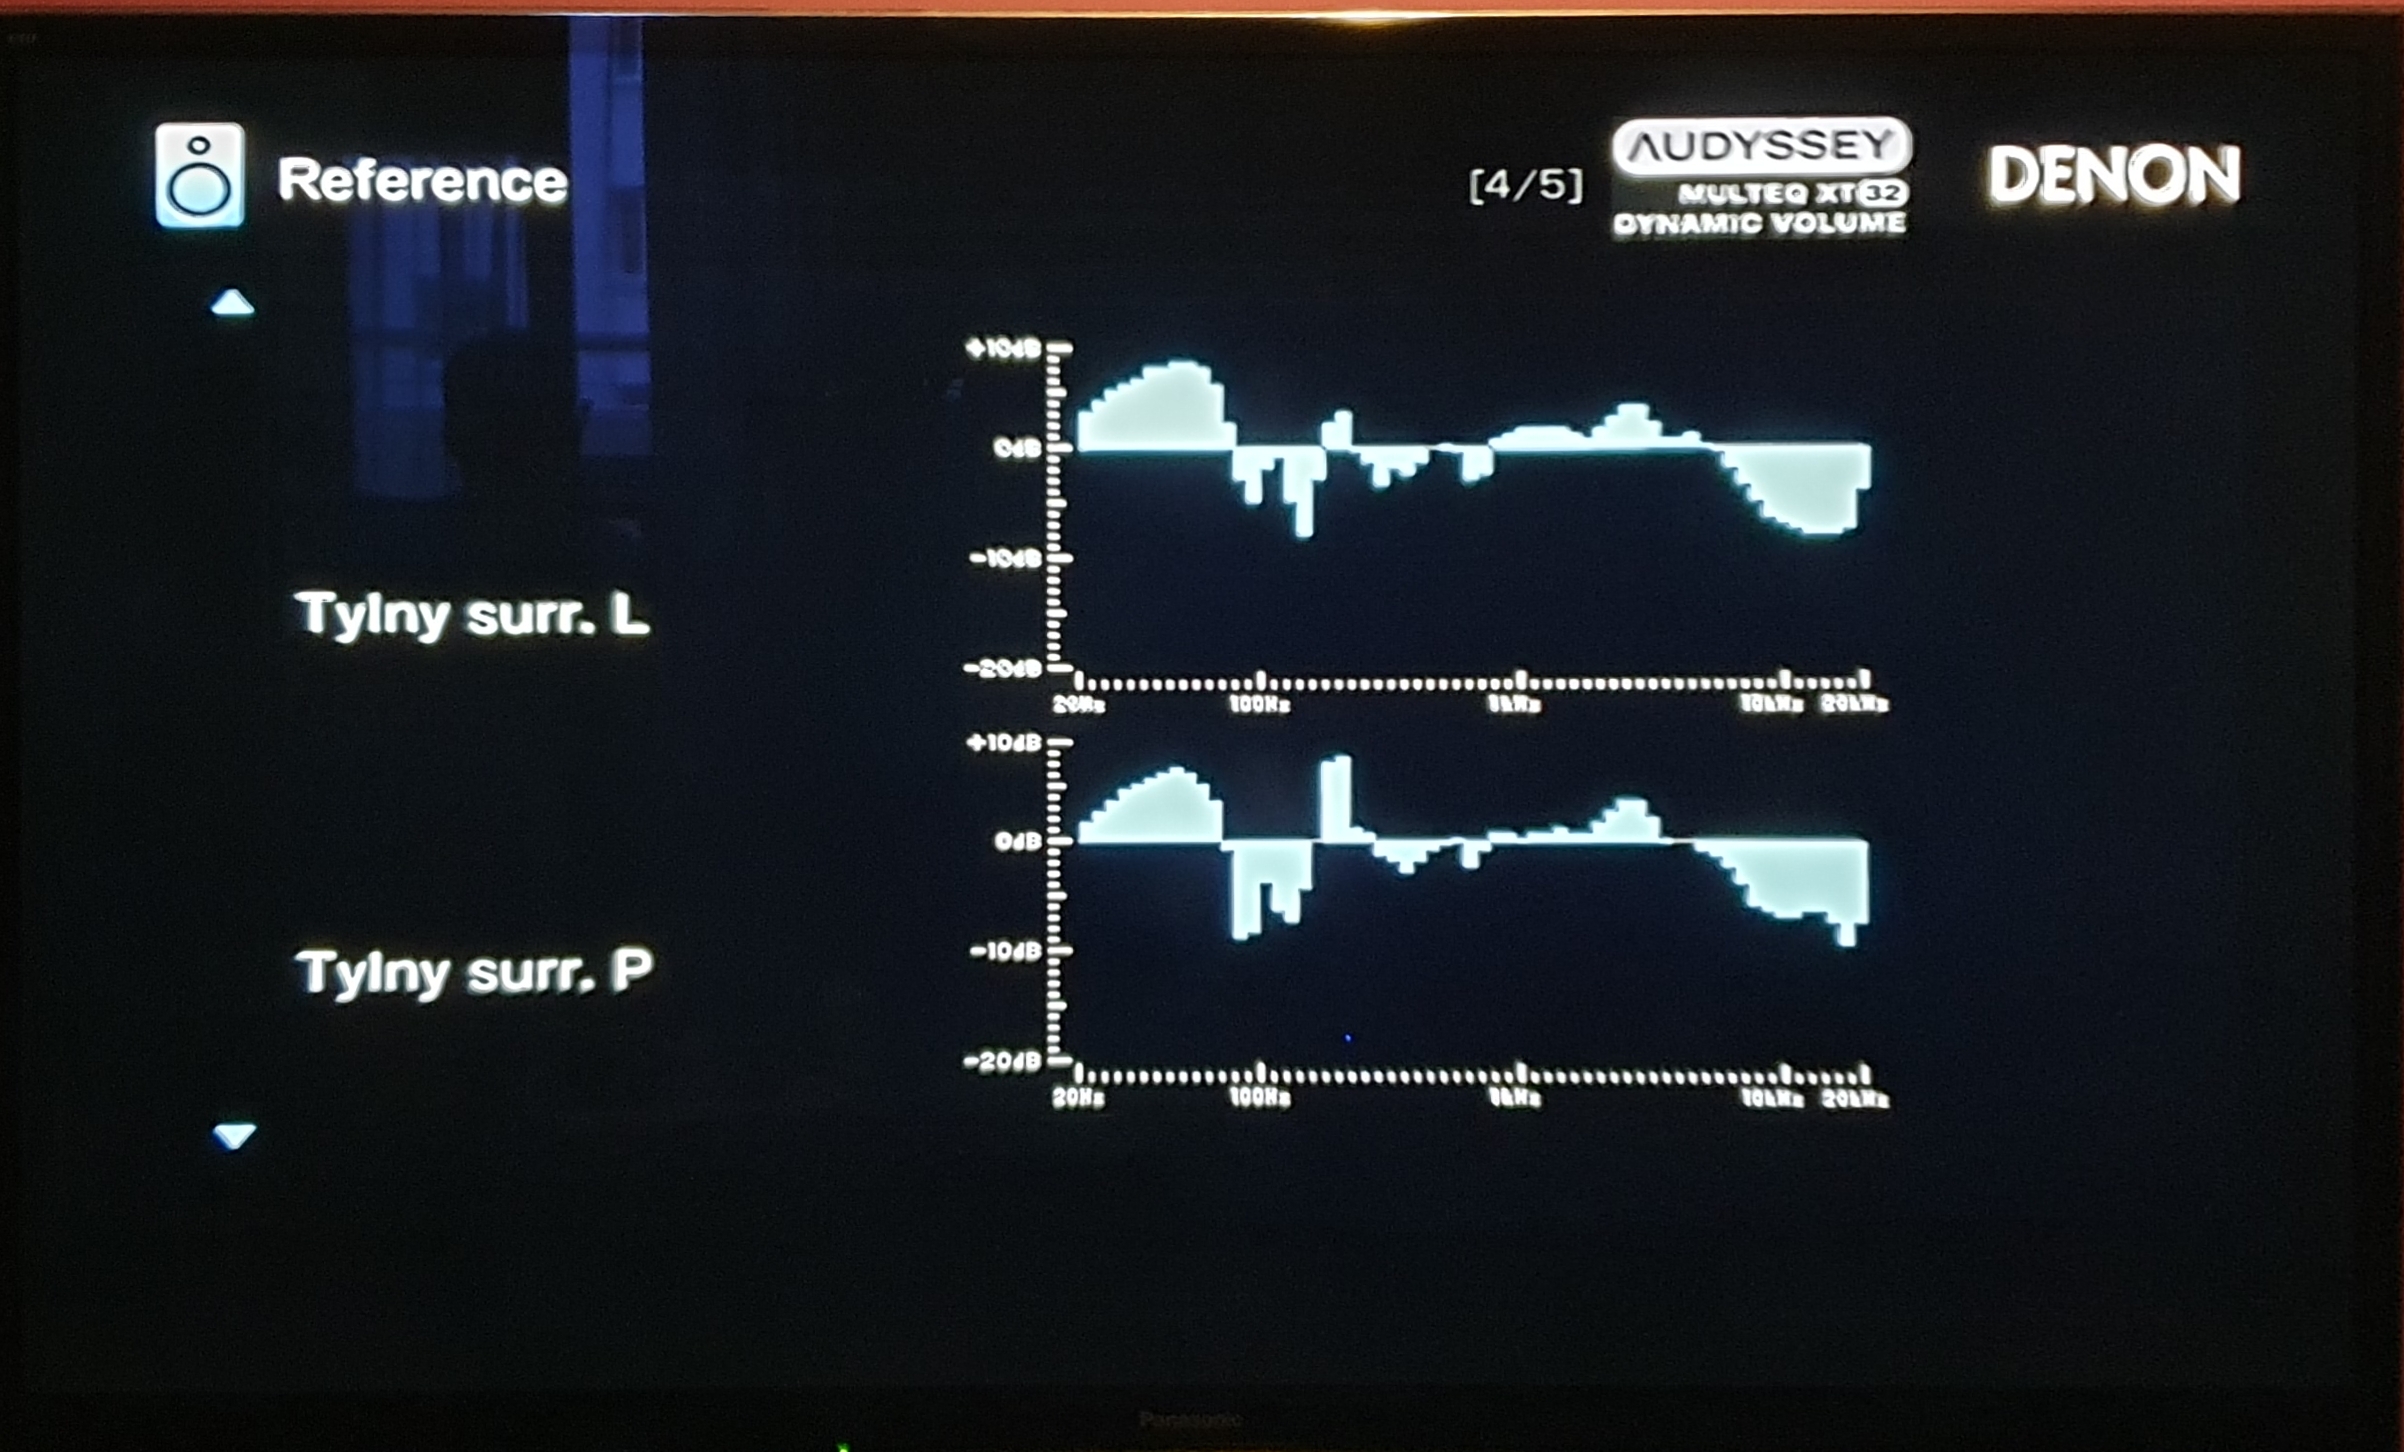 Reference
[4/5]
AUDYSSEY
MULTEQ XT32
DYNAMIC VOLUME
DENON
Tylny surr. L
+10dB
0dB
-10dB
-20dB
20Hz 100Hz 1kHz 10kHz 20kHz
Tylny surr. P
+10dB
0dB
-10dB
-20dB
20Hz 100Hz 1kHz 10kHz 20kHz
Panasonic